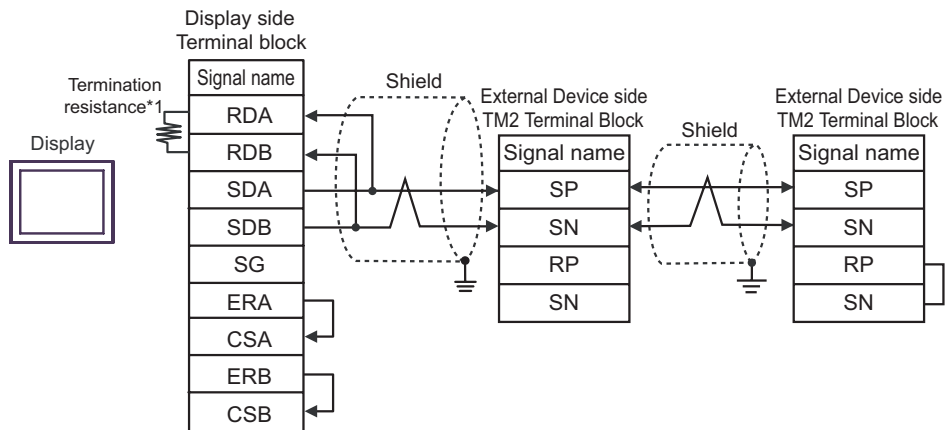 Display side
Terminal block
Signal name
RDA
RDB
SDA
SDB
SG
ERA
CSA
ERB
CSB
Termination
resistance*1
Display
Shield
External Device side
TM2 Terminal Block
Signal name
SP
SN
RP
SN
Shield
External Device side
TM2 Terminal Block
Signal name
SP
SN
RP
SN